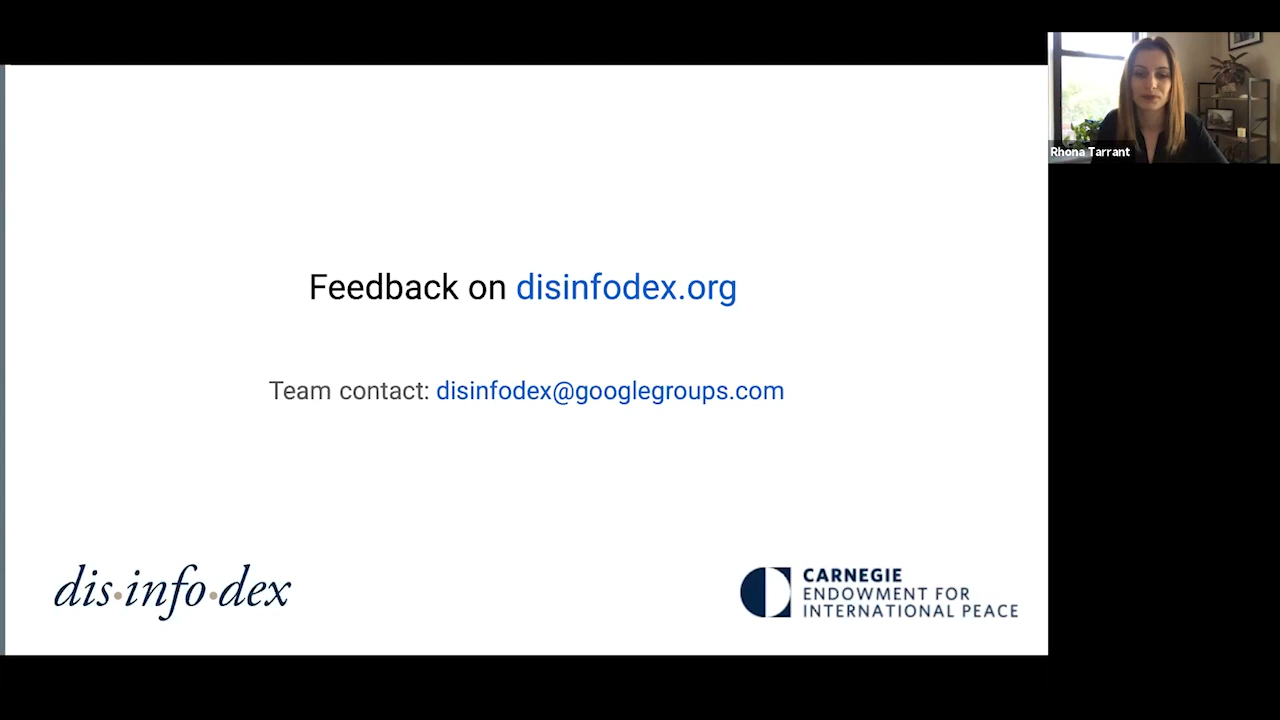 Rhona Tarrant
Feedback on disinfodex.org
Team contact: disinfodex@googlegroups.com
dis•info•dex
CARNEGIE
ENDOWMENT FOR
INTERNATIONAL PEACE